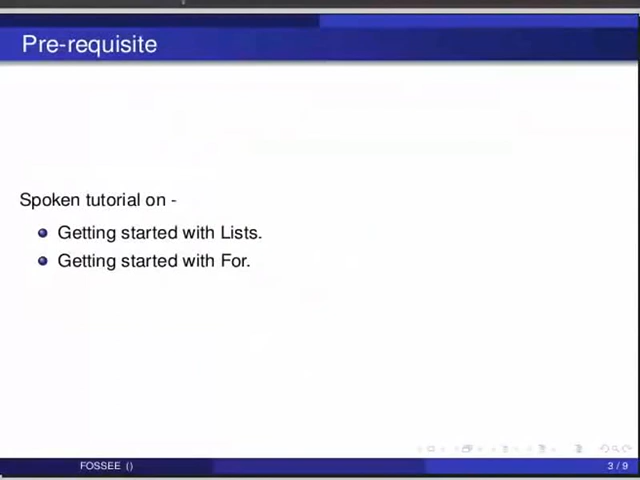 Pre-requisite
Spoken tutorial on -
Getting started with Lists.
Getting started with For.
FOSSEE ()
3 / 9